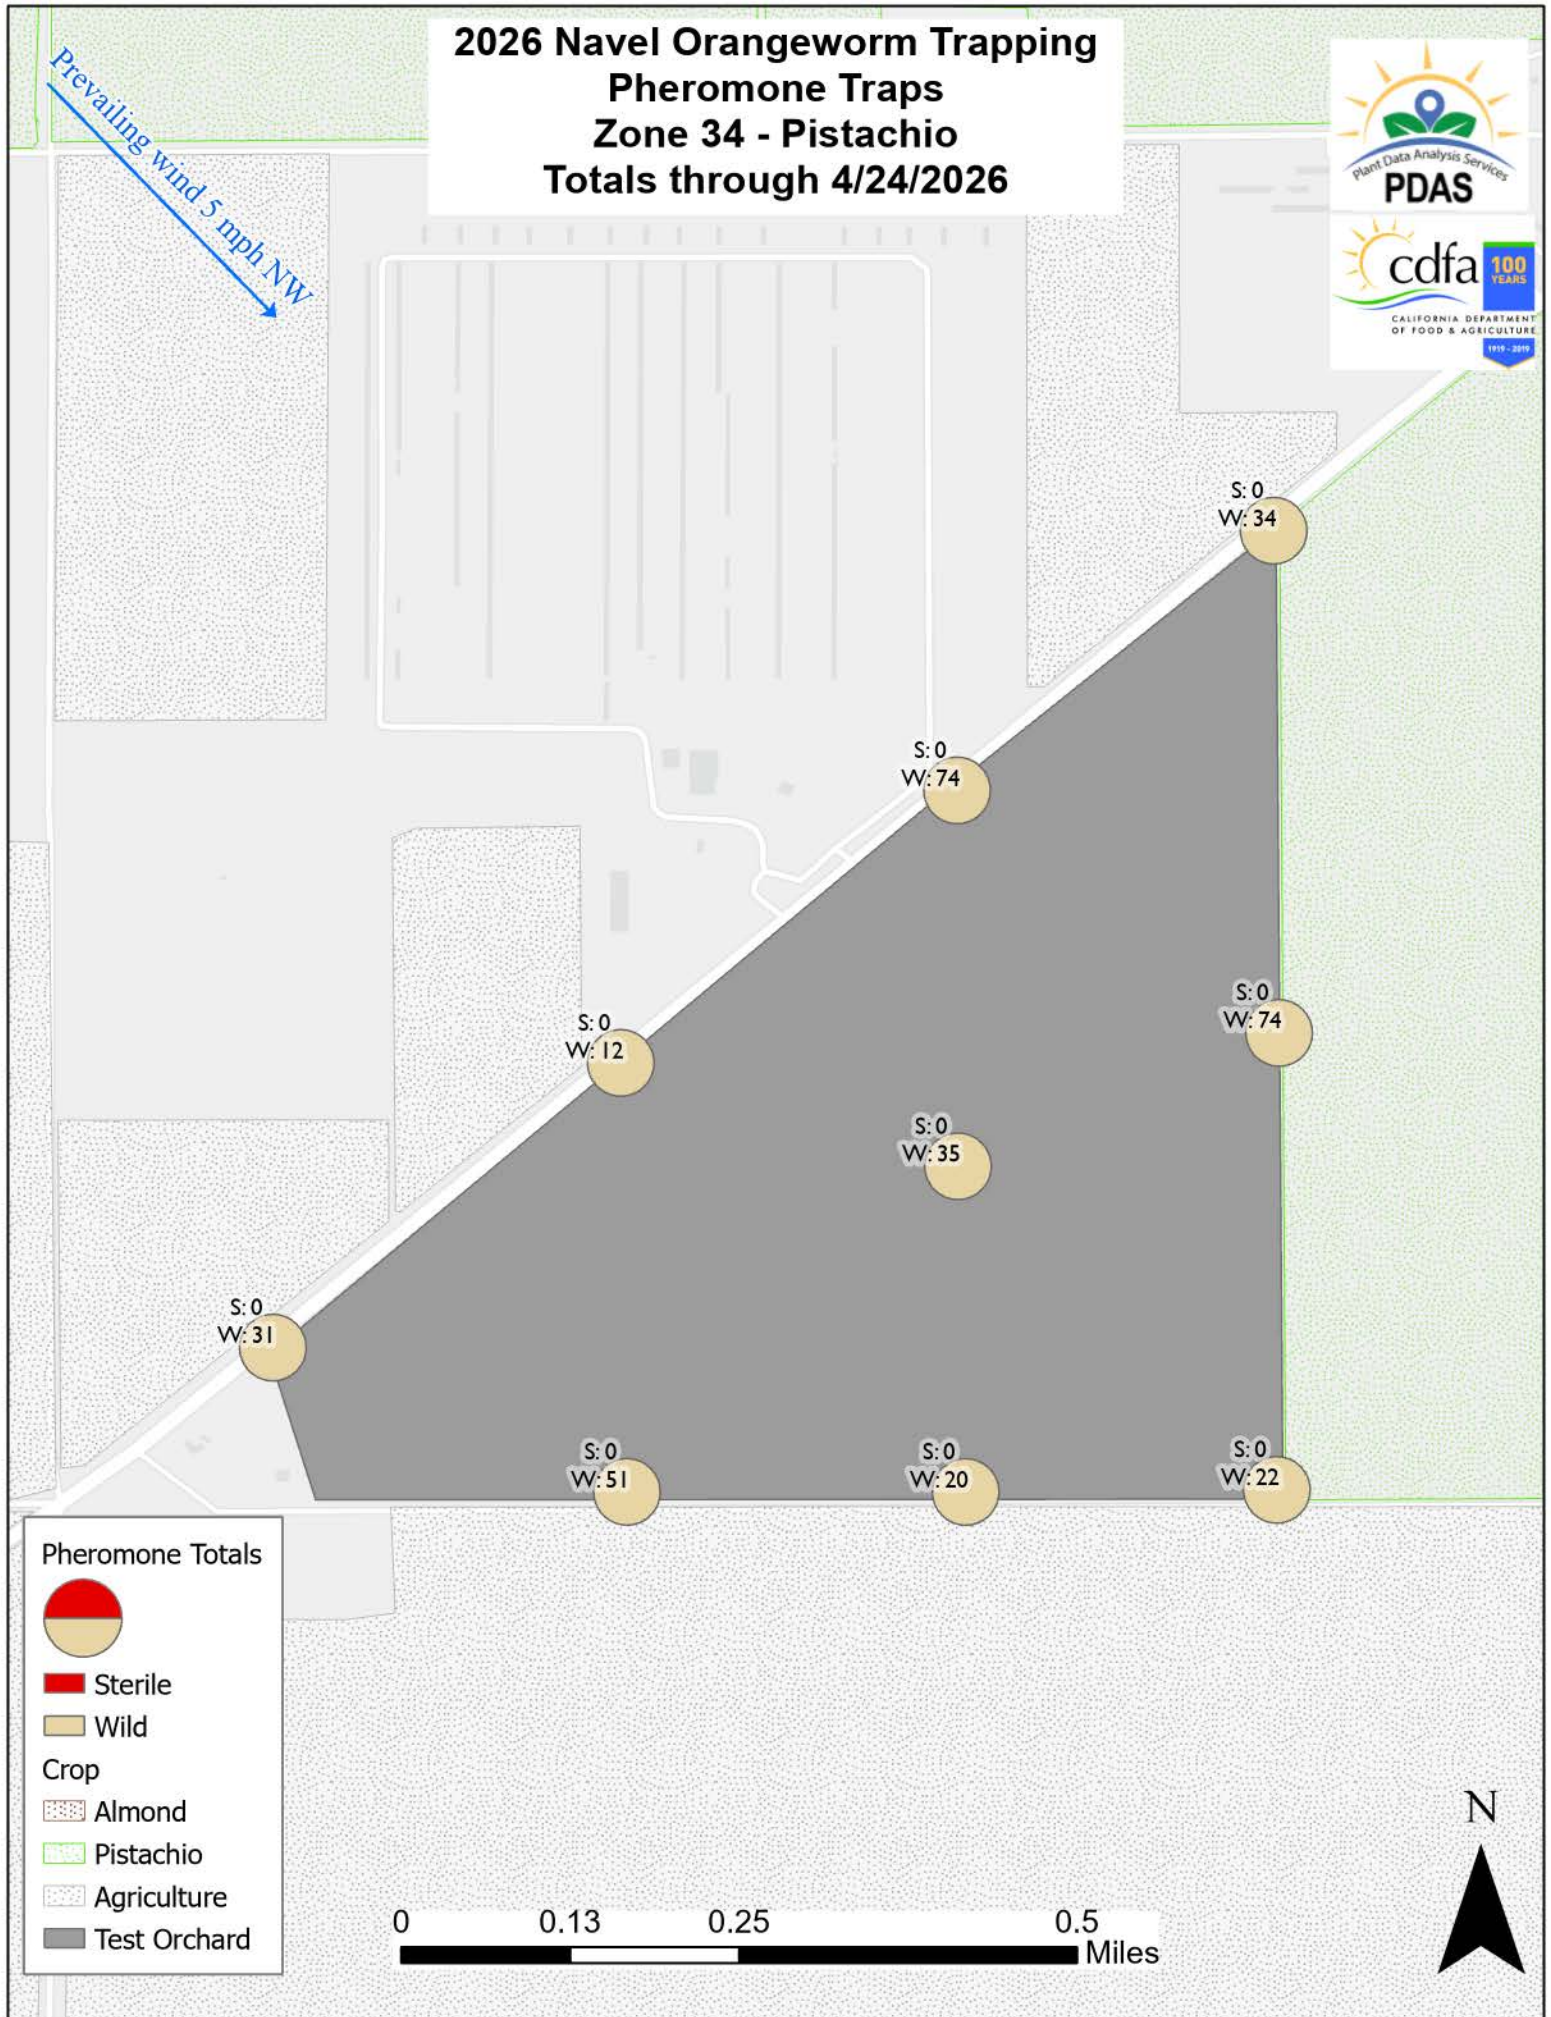 2026 Navel Orangeworm Trapping
Pheromone Traps
Zone 34 - Pistachio
Totals through 4/24/2026
Prevailing wind 5 mph NW
Plant Data Analysis Services
PDAS
cdfa
100
YEARS
CALIFORNIA DEPARTMENT
OF FOOD & AGRICULTURE
1919 - 2019
S: 0
W: 34
S: 0
W: 74
S: 0
W: 74
S: 0
W: 12
S: 0
W: 35
S: 0
W: 31
S: 0
W: 51
S: 0
W: 20
S: 0
W: 22
Pheromone Totals
Sterile
Wild
Crop
Almond
Pistachio
Agriculture
Test Orchard
0 0.13 0.25 0.5
Miles
N